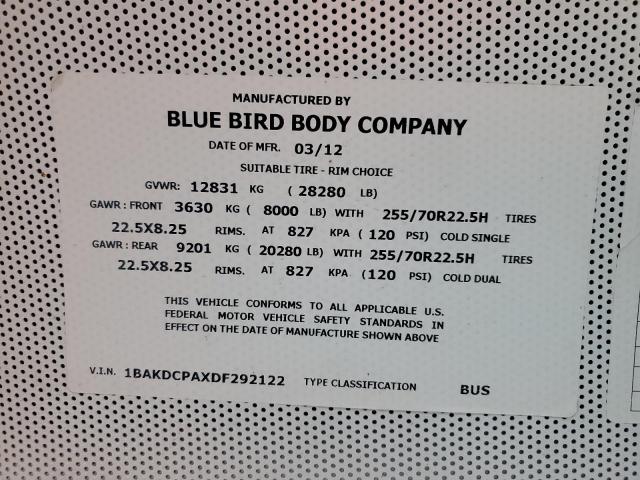 MANUFACTURED BY
BLUE BIRD BODY COMPANY
DATE OF MFR. 03/12
SUITABLE TIRE - RIM CHOICE
GVWR: 12831 KG ( 28280 LB)
GAWR : FRONT 3630 KG ( 8000 LB) WITH 255/70R22.5H TIRES
22.5X8.25 RIMS. AT 827 KPA ( 120 PSI) COLD SINGLE
GAWR : REAR 9201 KG ( 20280 LB) WITH 255/70R22.5H TIRES
22.5X8.25 RIMS. AT 827 KPA (120 PSI) COLD DUAL
THIS VEHICLE CONFORMS TO ALL APPLICABLE U.S.
FEDERAL MOTOR VEHICLE SAFETY STANDARDS IN
EFFECT ON THE DATE OF MANUFACTURE SHOWN ABOVE
V.I.N. 1BAKDCPAXDF292122 TYPE CLASSIFICATION BUS